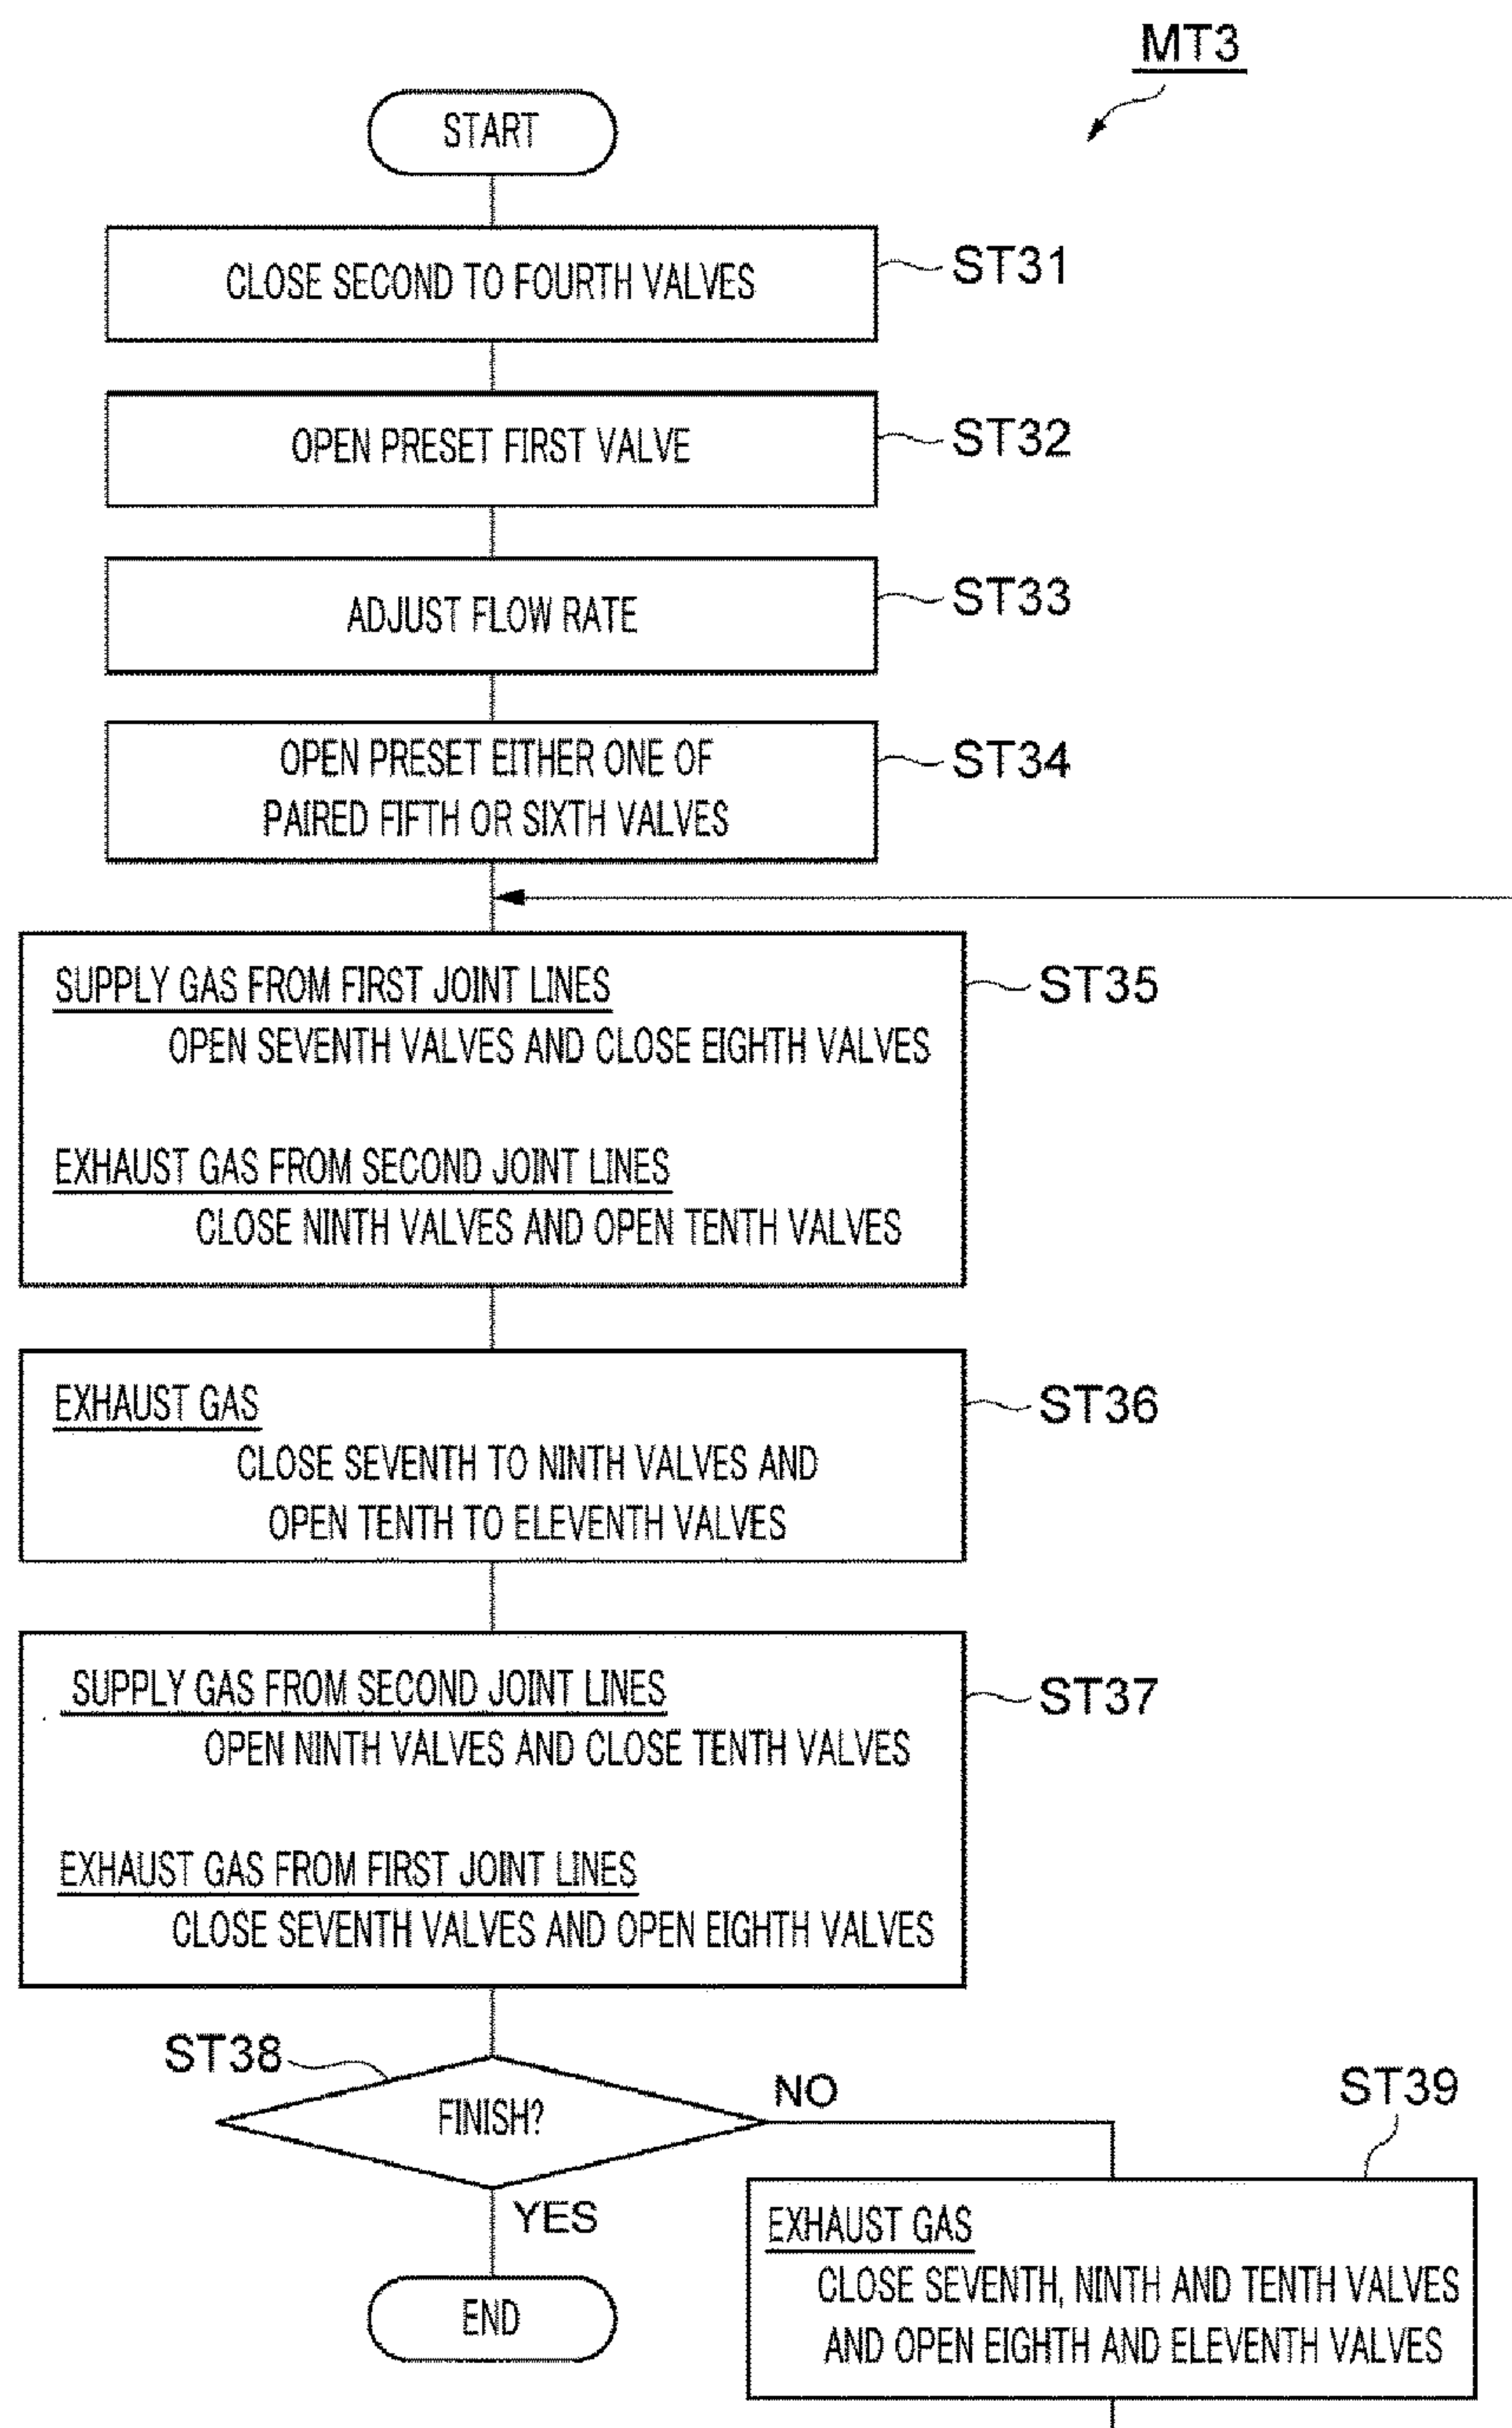 MT3
START
CLOSE SECOND TO FOURTH VALVES
ST31
OPEN PRESET FIRST VALVE
ST32
ADJUST FLOW RATE
ST33
OPEN PRESET EITHER ONE OF
PAIRED FIFTH OR SIXTH VALVES
ST34
SUPPLY GAS FROM FIRST JOINT LINES
OPEN SEVENTH VALVES AND CLOSE EIGHTH VALVES
EXHAUST GAS FROM SECOND JOINT LINES
CLOSE NINTH VALVES AND OPEN TENTH VALVES
ST35
EXHAUST GAS
CLOSE SEVENTH TO NINTH VALVES AND
OPEN TENTH TO ELEVENTH VALVES
ST36
SUPPLY GAS FROM SECOND JOINT LINES
OPEN NINTH VALVES AND CLOSE TENTH VALVES
EXHAUST GAS FROM FIRST JOINT LINES
CLOSE SEVENTH VALVES AND OPEN EIGHTH VALVES
ST37
ST38
FINISH?
NO
YES
END
ST39
EXHAUST GAS
CLOSE SEVENTH, NINTH AND TENTH VALVES
AND OPEN EIGHTH AND ELEVENTH VALVES